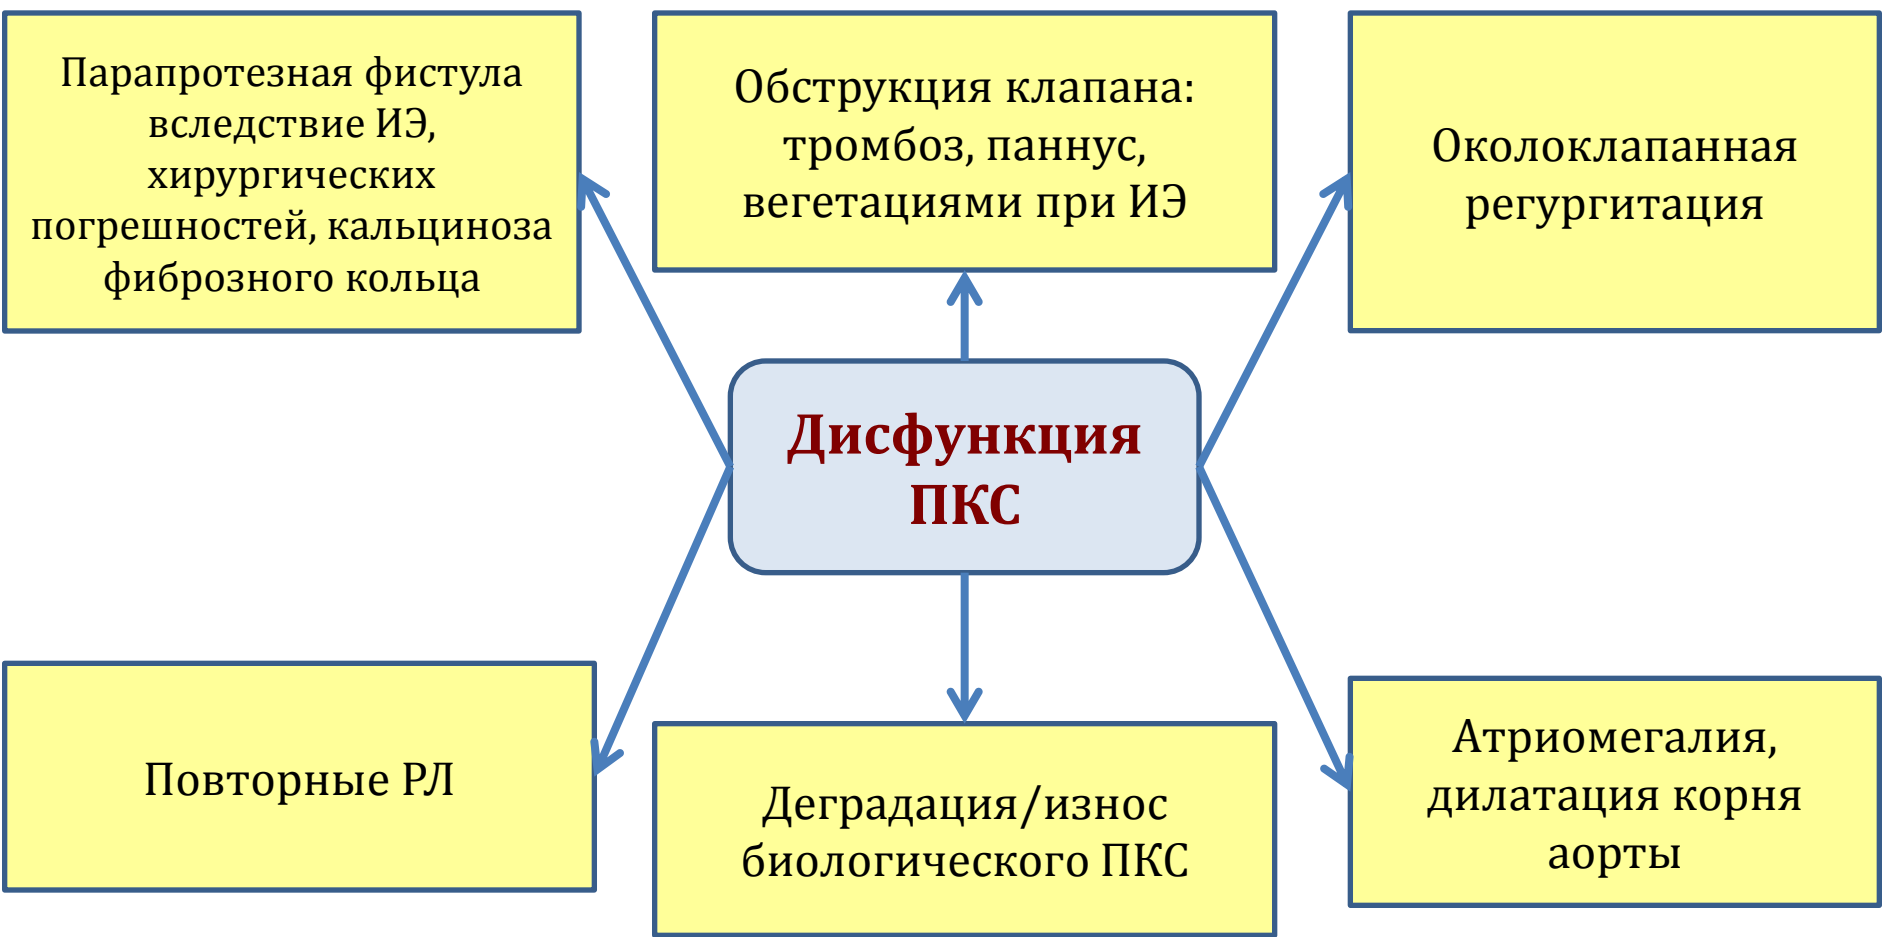 Парапротезная фистула
вследствие ИЭ,
хирургических
погрешностей, кальциноза
фиброзного кольца
Обструкция клапана:
тромбоз, паннус,
вегетациями при ИЭ
Околоклапанная
регургитация
Дисфункция
ПКС
Повторные РЛ
Деградация/износ
биологического ПКС
Атриомегалия,
дилатация корня
аорты